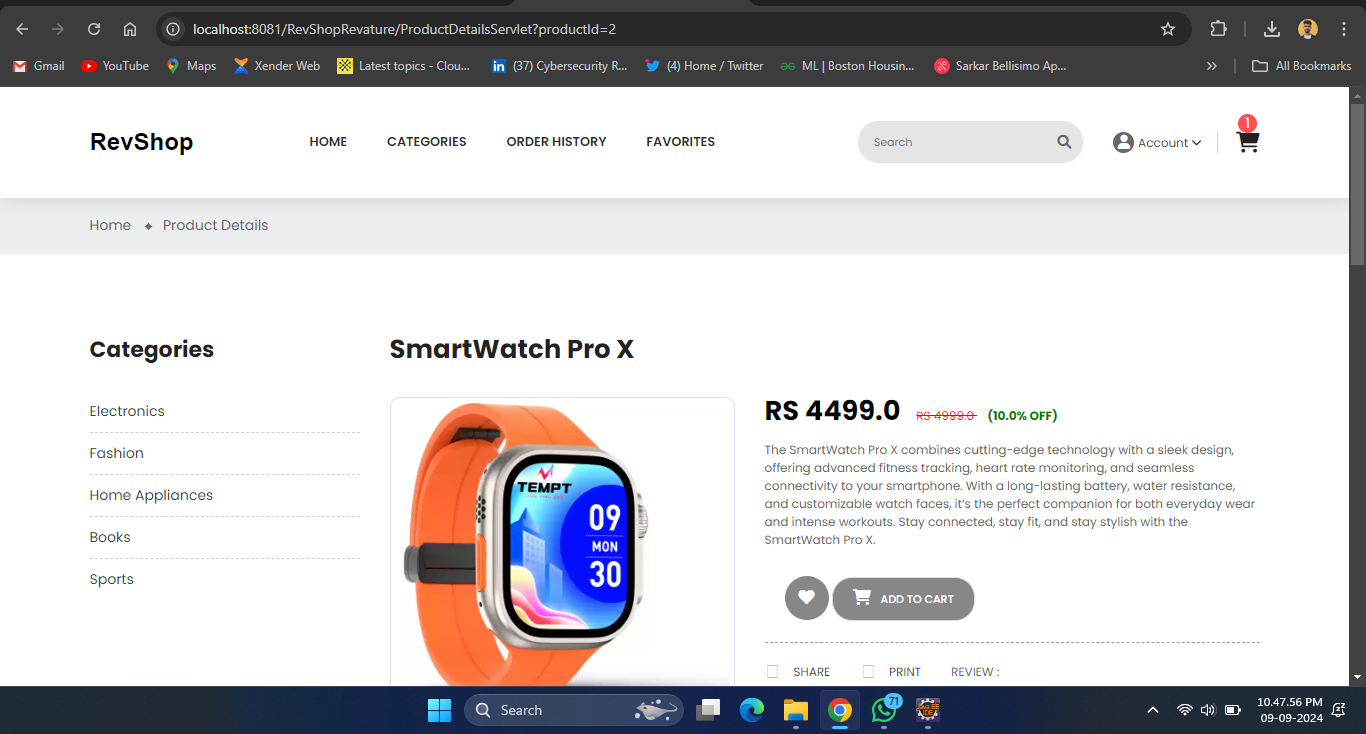 localhost:8081/RevShopRevature/ProductDetailsServlet?productId=2
Gmail YouTube Maps Xender Web Latest topics - Clou... (37) Cybersecurity R... (4) Home / Twitter ML | Boston Housin... Sarkar Bellisimo Ap... » All Bookmarks
RevShop HOME CATEGORIES ORDER HISTORY FAVORITES Search Account 1
Home Product Details
Categories
Electronics
Fashion
Home Appliances
Books
Sports
SmartWatch Pro X
TEMPT
09
MON
30
RS 4499.0 RS 4999.0 (10.0% OFF)
The SmartWatch Pro X combines cutting-edge technology with a sleek design,
offering advanced fitness tracking, heart rate monitoring, and seamless
connectivity to your smartphone. With a long-lasting battery, water resistance,
and customizable watch faces, it's the perfect companion for both everyday wear
and intense workouts. Stay connected, stay fit, and stay stylish with the
SmartWatch Pro X.
ADD TO CART
SHARE PRINT REVIEW :
Search 71 10.47.56 PM
09-09-2024